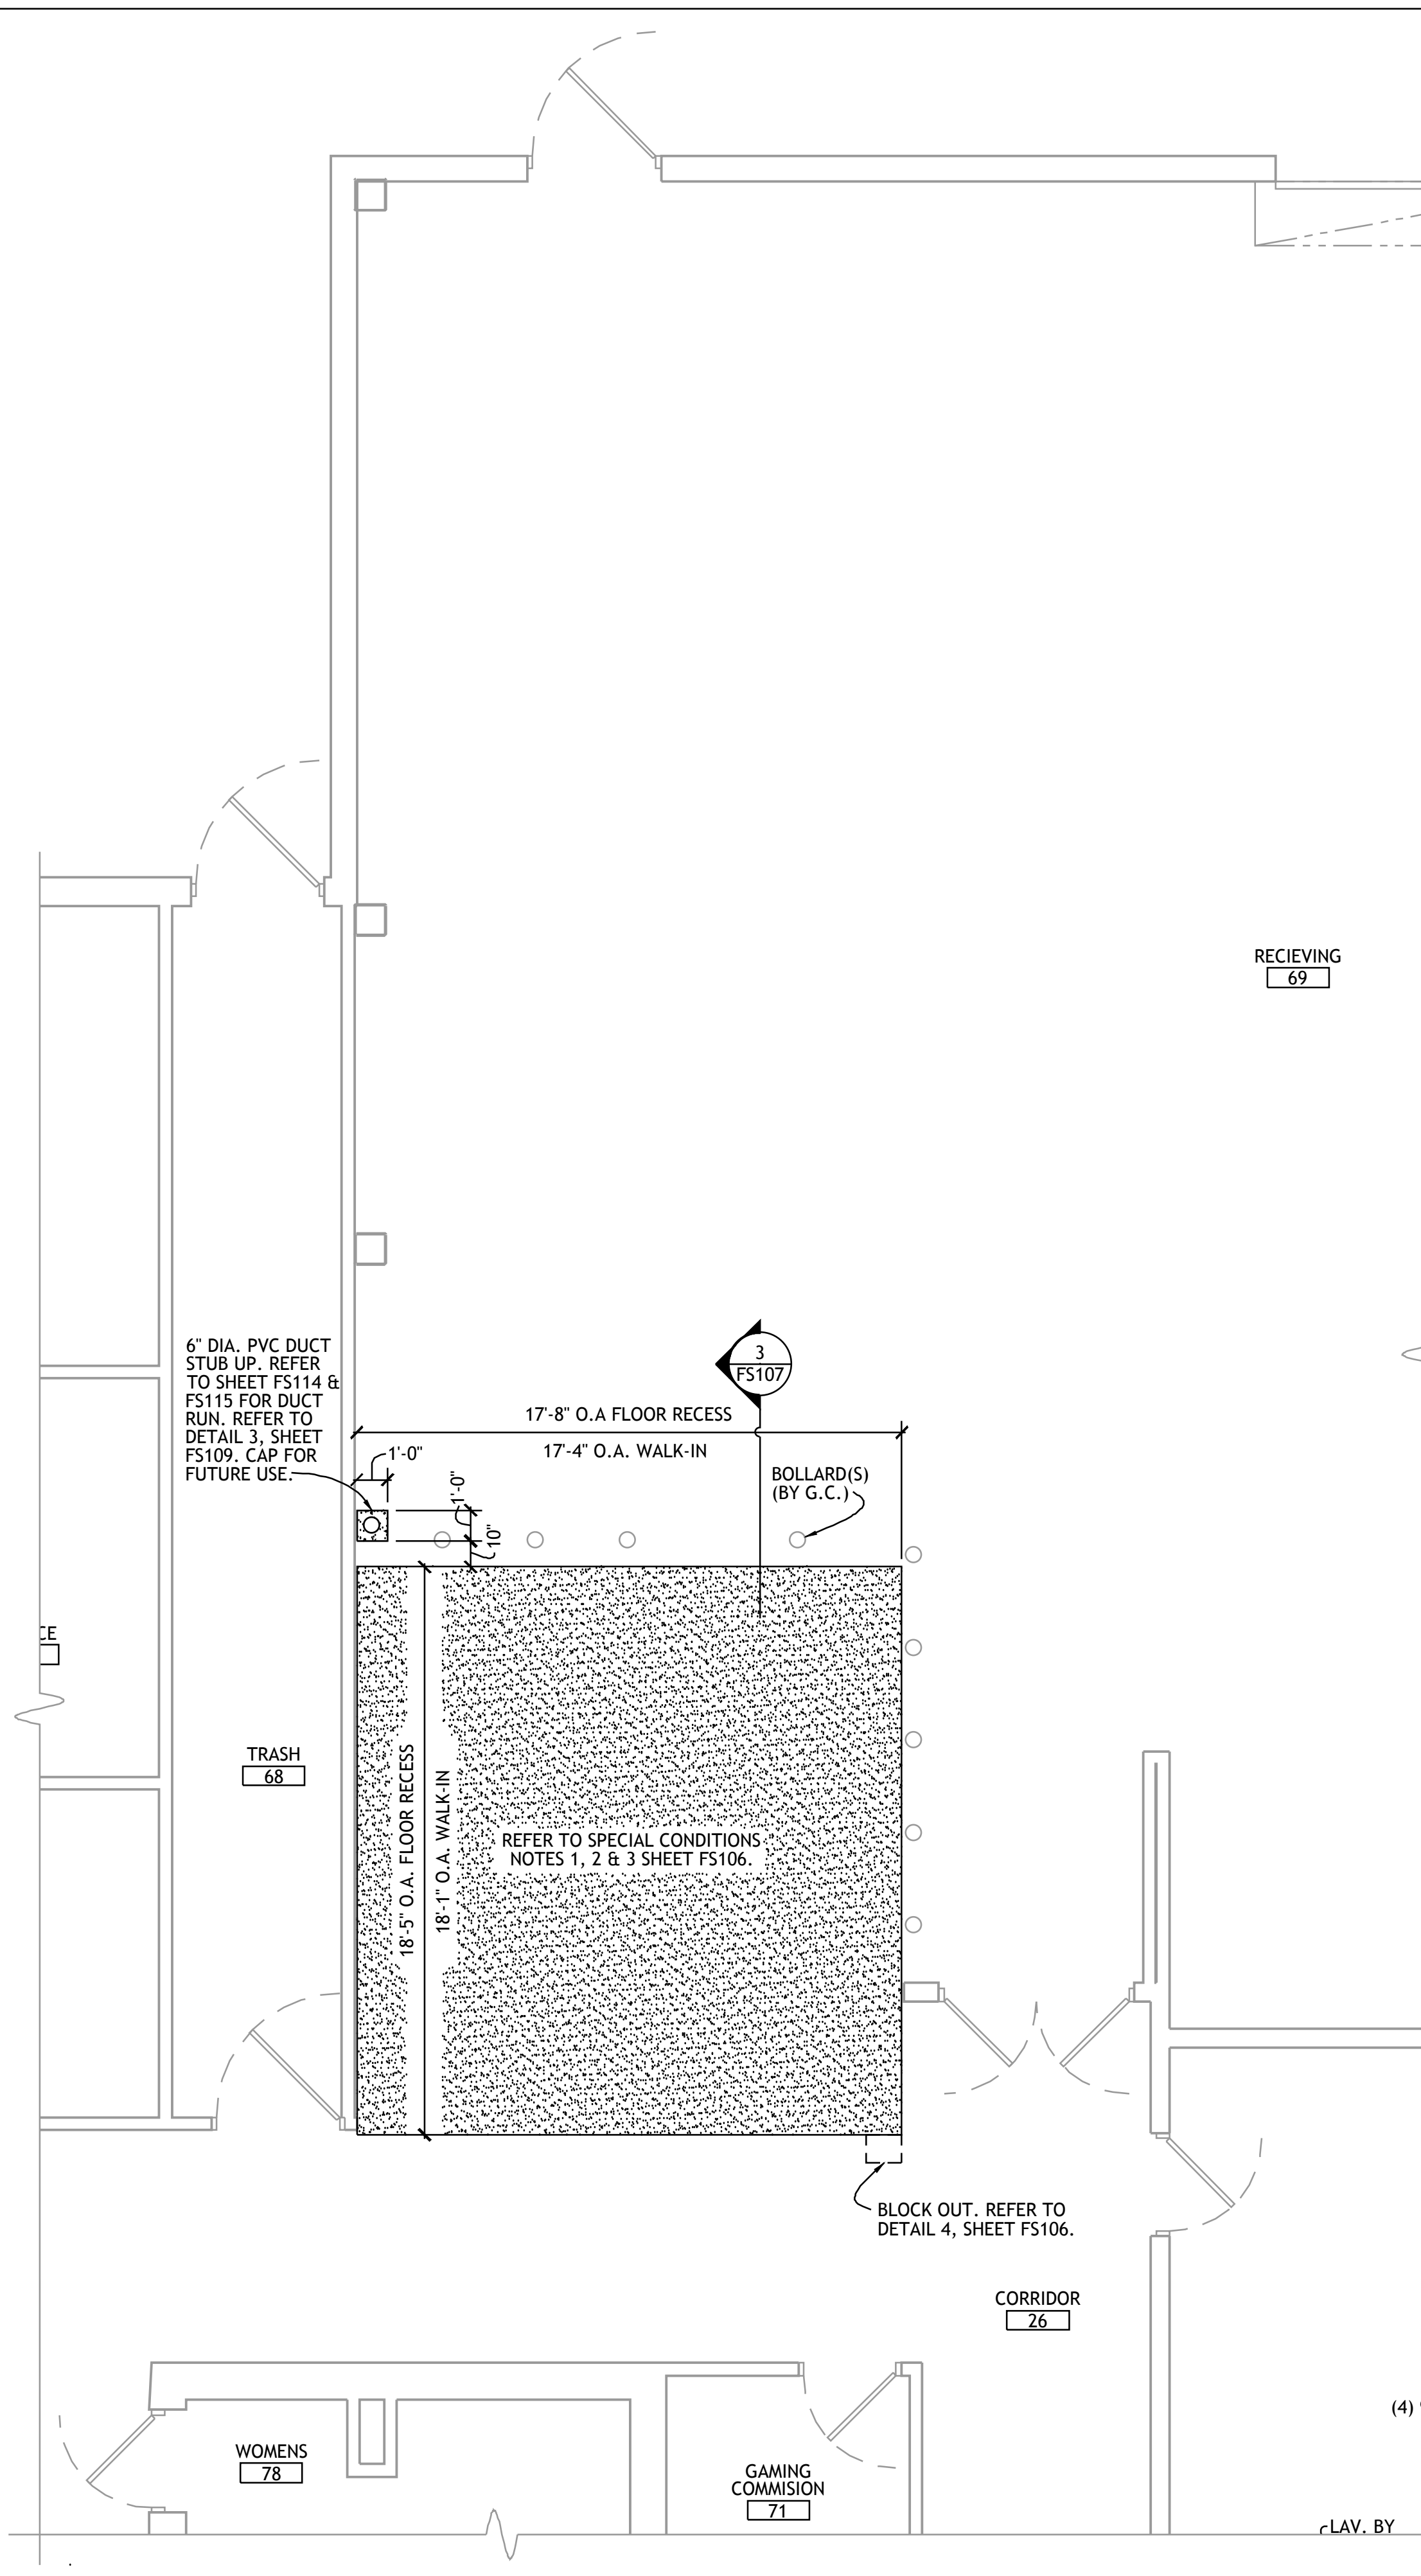 RECIEVING
69
6" DIA. PVC DUCT
STUB UP. REFER
TO SHEET FS114 &
FS115 FOR DUCT
RUN. REFER TO
DETAIL 3, SHEET
FS109. CAP FOR
FUTURE USE.
3
FS107
17'-8" O.A FLOOR RECESS
17'-4" O.A. WALK-IN
1'-0"
1'-0"
10"
BOLLARD(S)
(BY G.C.)
CE
TRASH
68
18'-5" O.A. FLOOR RECESS
18'-1" O.A. WALK-IN
REFER TO SPECIAL CONDITIONS
NOTES 1, 2 & 3 SHEET FS106.
BLOCK OUT. REFER TO
DETAIL 4, SHEET FS106.
CORRIDOR
26
(4)
WOMENS
78
GAMING
COMMISION
71
LAV. BY